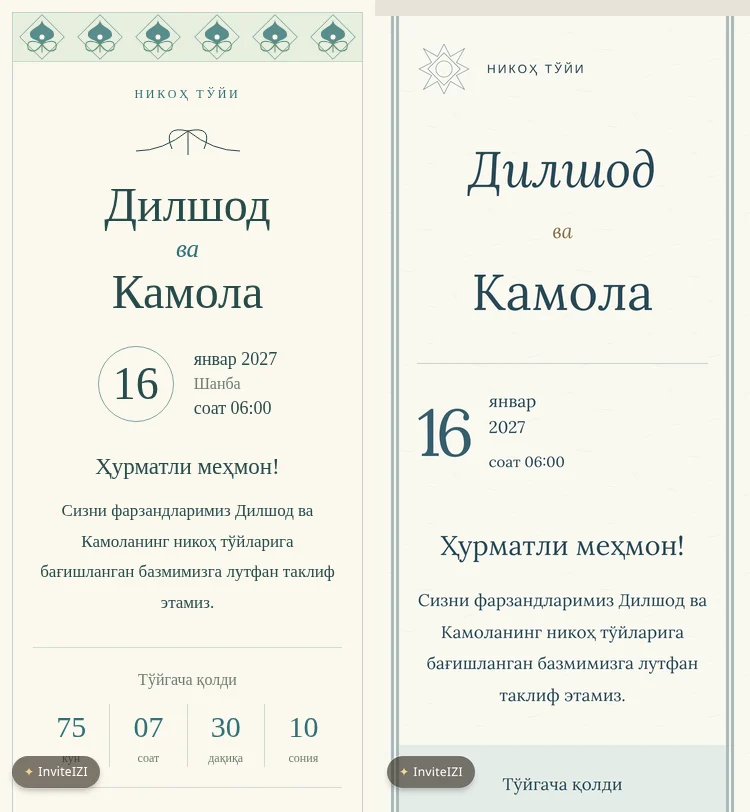 НИКОҲ ТЎЙИ
Дилшод
ва
Камола
16
январ 2027
Шанба
соат 06:00
Ҳурматли меҳмон!
Сизни фарзандларимиз Дилшод ва
Камоланинг никоҳ тўйларига
бағишланган базмимизга лутфан таклиф
этамиз.
Тўйгача қолди
75 07 30 10
кун соат дақиқа сония
✦ InviteIZI
НИКОҲ ТЎЙИ
Дилшод
ва
Камола
16
январ
2027
соат 06:00
Ҳурматли меҳмон!
Сизни фарзандларимиз Дилшод ва
Камоланинг никоҳ тўйларига
бағишланган базмимизга лутфан
таклиф этамиз.
Тўйгача қолди
✦ InviteIZI